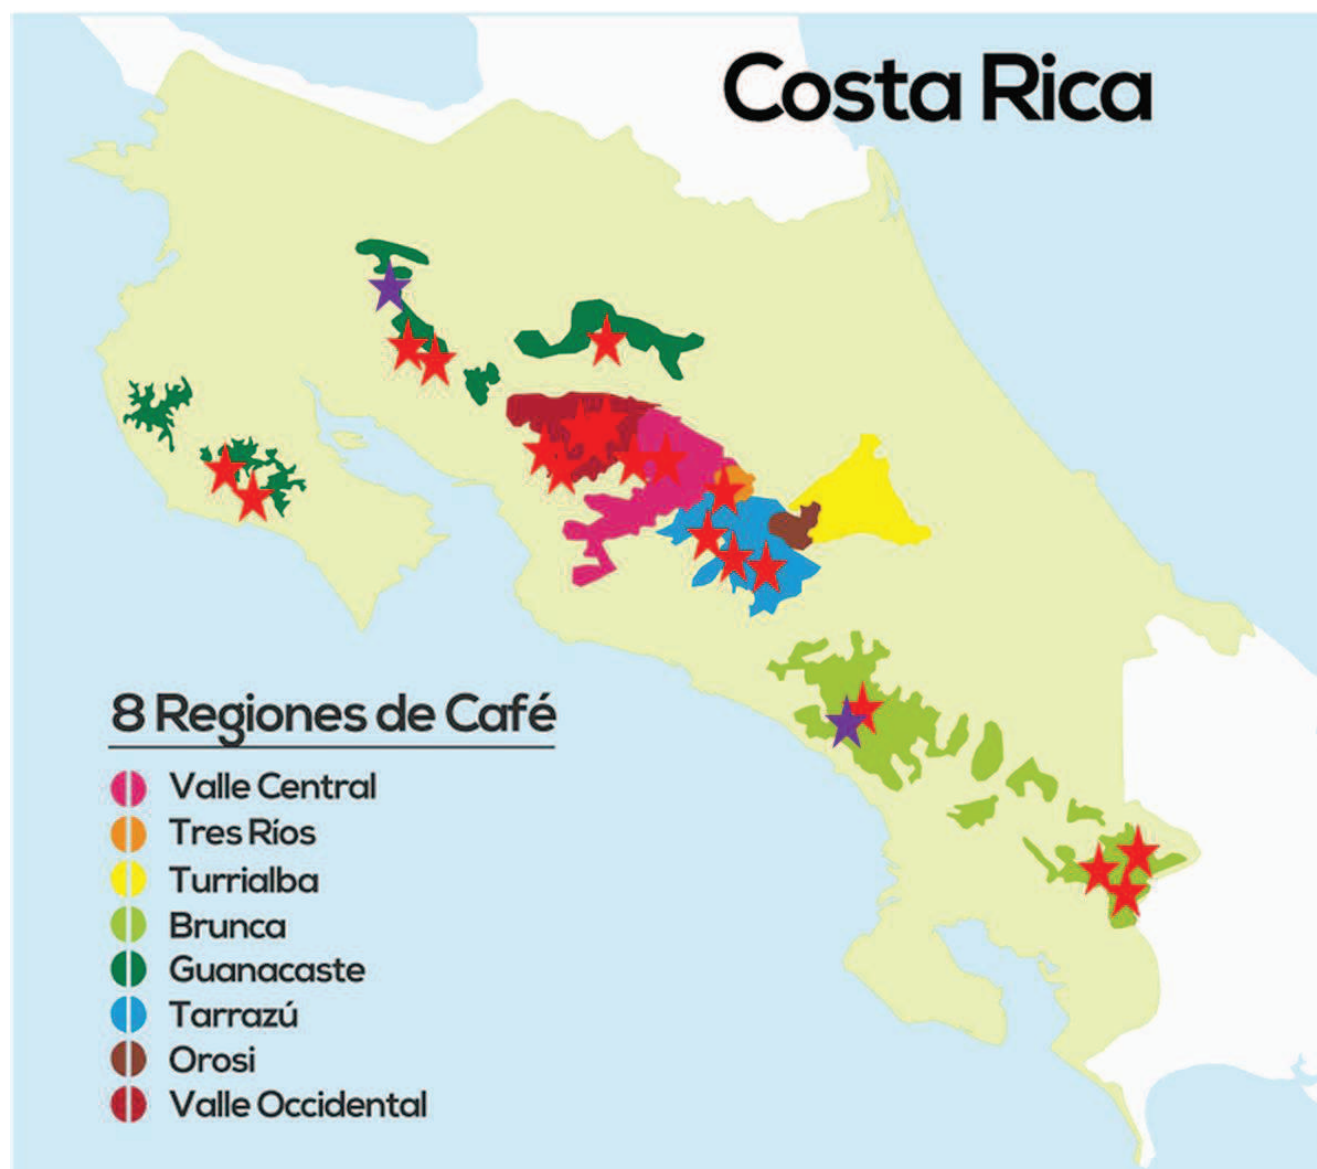 Costa Rica
8 Regiones de Café
Valle Central
Tres Ríos
Turrialba
Brunca
Guanacaste
Tarrazú
Orosi
Valle Occidental